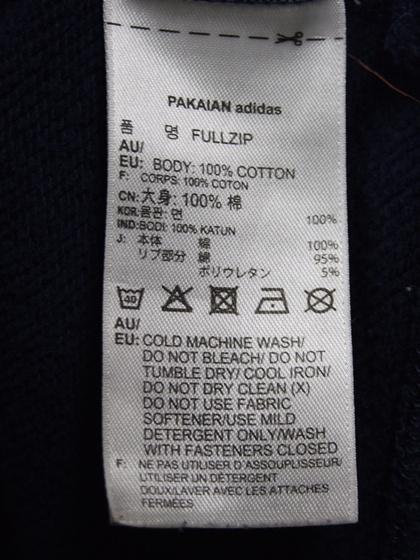 PAKAIAN adidas
품 명 FULLZIP
AU/
EU: BODY: 100% COTTON
F: CORPS: 100% COTON
CN: 大身: 100% 棉
KOR: 몸판: 면 100%
IND: BODI: 100% KATUN
J: 本体 綿 100%
リブ部分 綿 95%
ポリウレタン 5%
40
AU/
EU: COLD MACHINE WASH/
DO NOT BLEACH/ DO NOT
TUMBLE DRY/ COOL IRON/
DO NOT DRY CLEAN (X)
DO NOT USE FABRIC
SOFTENER/USE MILD
DETERGENT ONLY/WASH
WITH FASTENERS CLOSED
F: NE PAS UTILISER D'ASSOUPLISSEUR/
UTILISER UN DÉTERGENT
DOUX/LAVER AVEC LES ATTACHES
FERMÉES